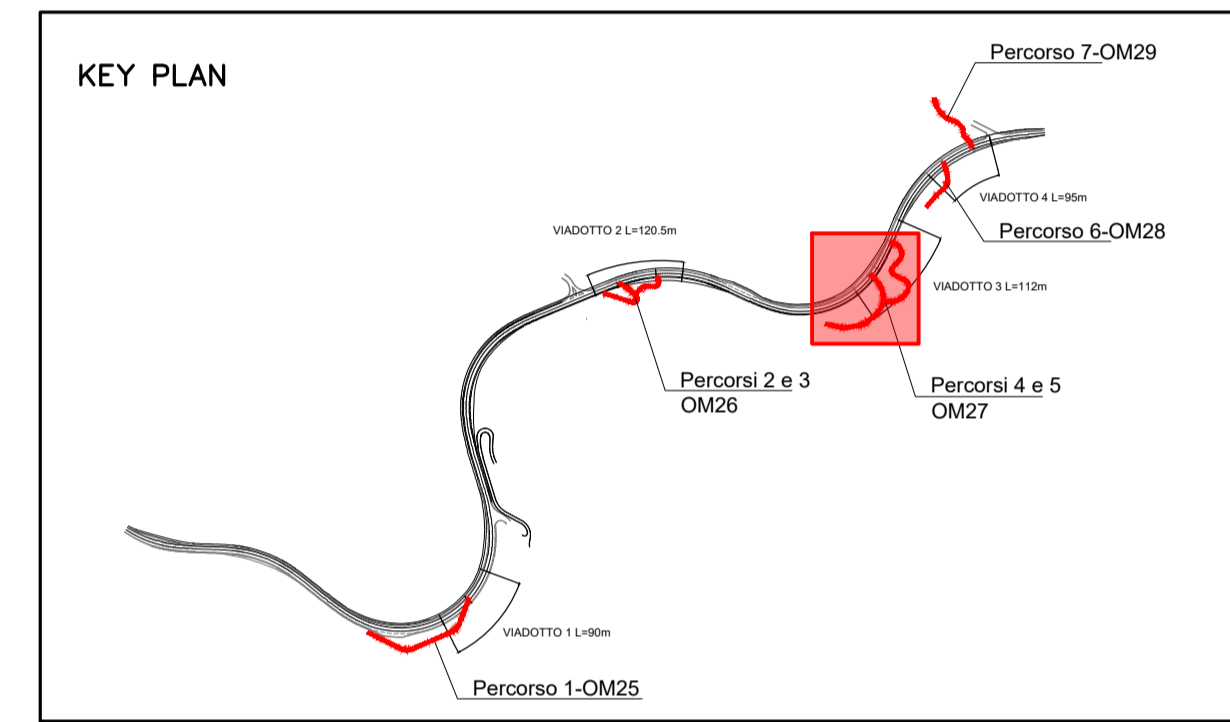 KEY PLAN
Percorso 7-OM29
VIADOTTO 4 L=95m
Percorso 6-OM28
VIADOTTO 2 L=120.5m
VIADOTTO 3 L=112m
Percorsi 2 e 3
OM26
Percorsi 4 e 5
OM27
VIADOTTO 1 L=90m
Percorso 1-OM25